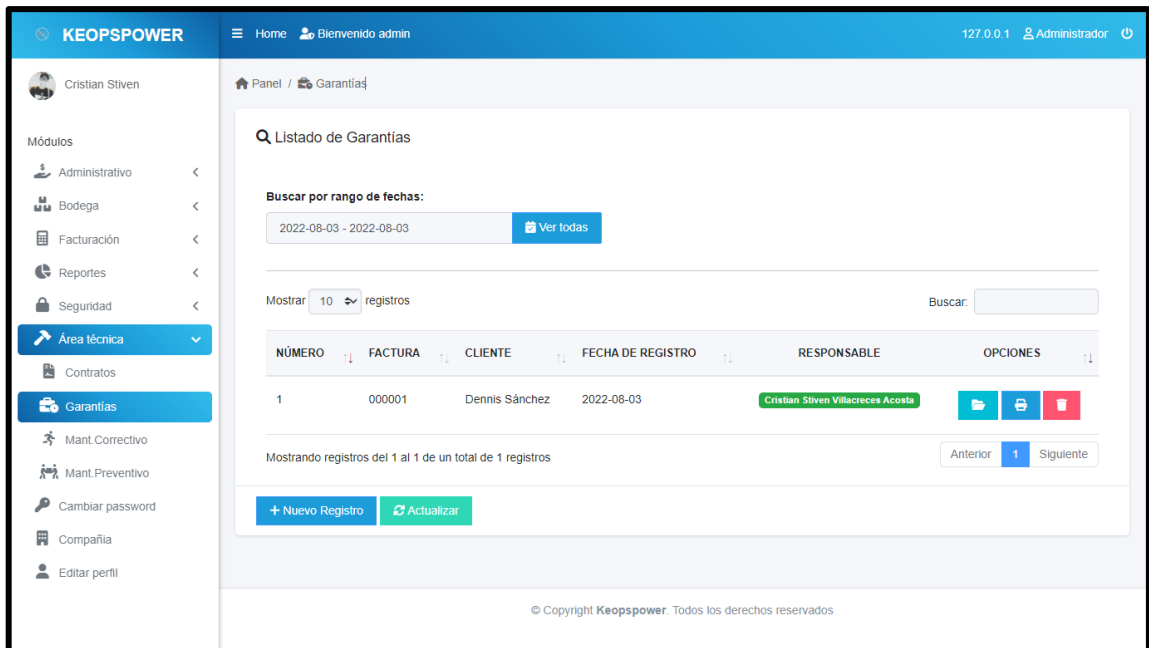 KEOPSPOWER
Home Bienvenido admin 127.0.0.1 Administrador
Cristian Stiven
Panel / Garantías
Módulos
Administrativo
Bodega
Facturación
Reportes
Seguridad
Área técnica
Contratos
Garantías
Mant.Correctivo
Mant.Preventivo
Cambiar password
Compañia
Editar perfil
Listado de Garantías
Buscar por rango de fechas:
2022-08-03 - 2022-08-03 Ver todas
Mostrar 10 registros Buscar:
NÚMERO FACTURA CLIENTE FECHA DE REGISTRO RESPONSABLE OPCIONES
1 000001 Dennis Sánchez 2022-08-03 Cristian Stiven Villacreces Acosta
Mostrando registros del 1 al 1 de un total de 1 registros Anterior 1 Siguiente
+ Nuevo Registro Actualizar
© Copyright Keopspower. Todos los derechos reservados